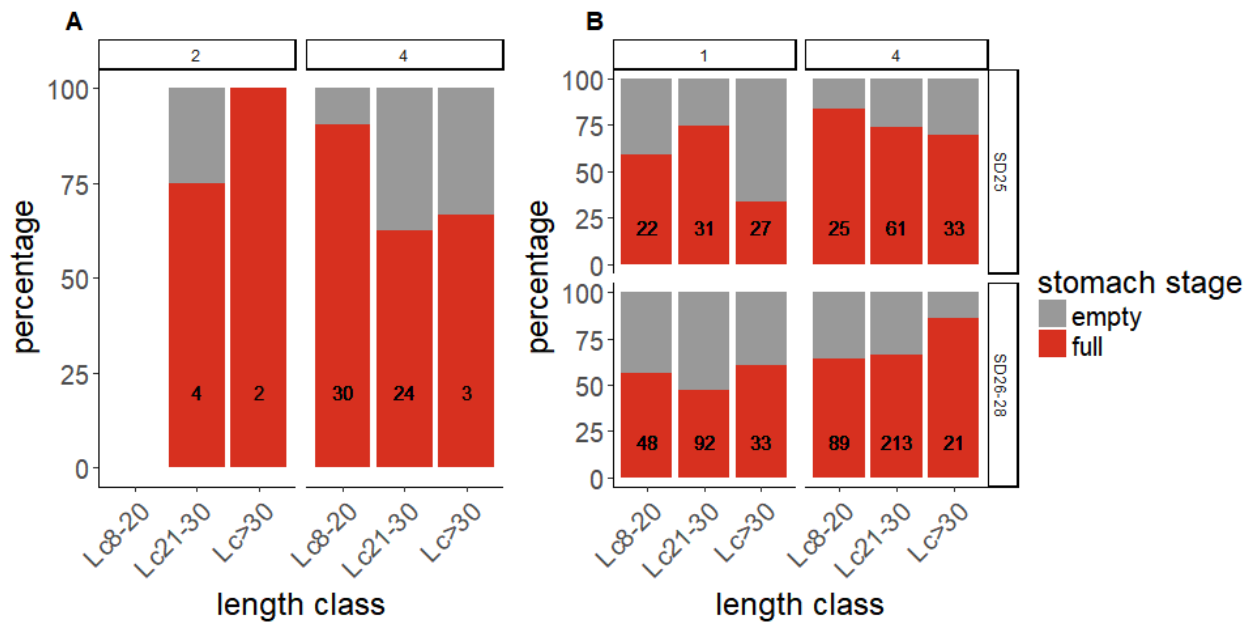 A
B
2
4
1
4
percentage
100
75
50
25
0
4
2
30
24
3
Lc8-20
Lc21-30
Lc>30
Lc8-20
Lc21-30
Lc>30
length class
percentage
100
75
50
25
0
22
31
27
25
61
33
SD25
100
75
50
25
0
48
92
33
89
213
21
SD26-28
Lc8-20
Lc21-30
Lc>30
Lc8-20
Lc21-30
Lc>30
length class
stomach stage
empty
full